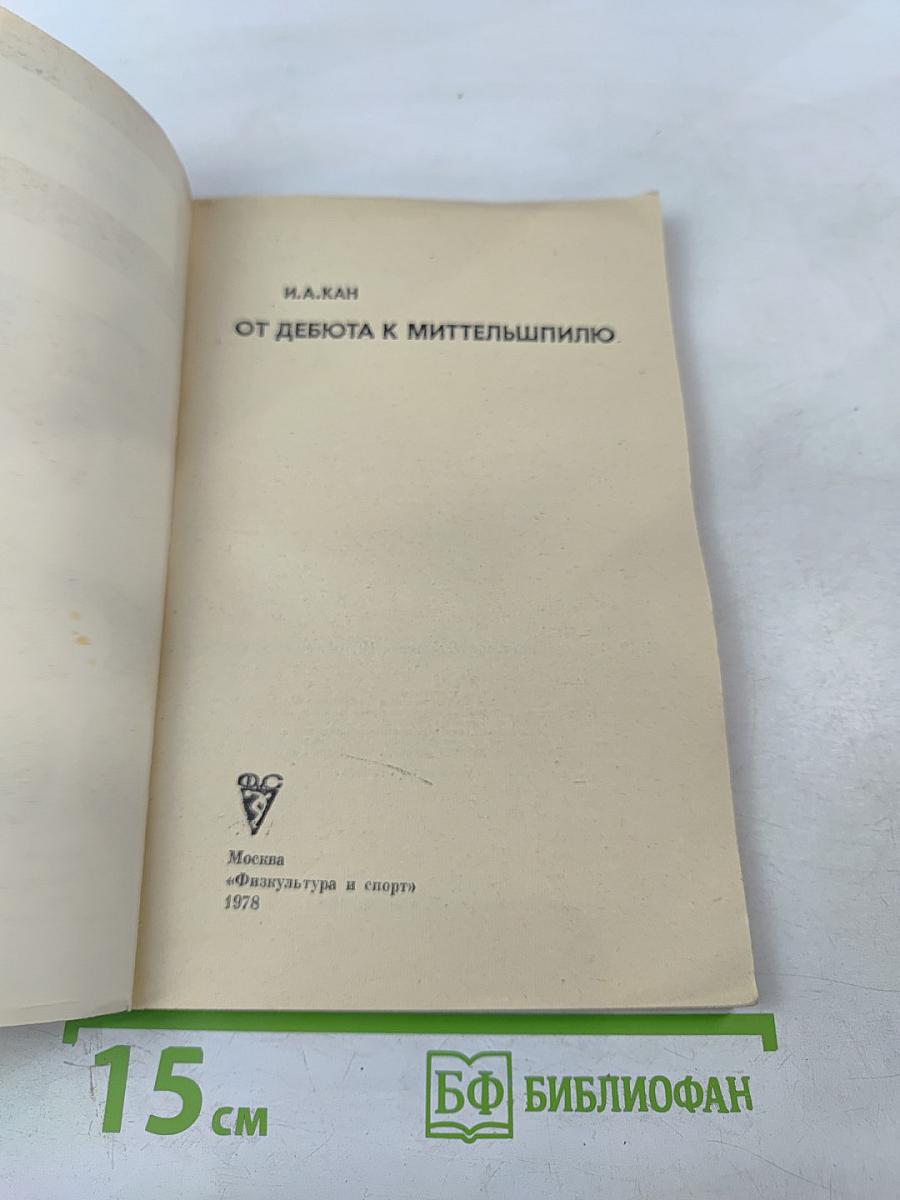 И.А.КАН
ОТ ДЕБЮТА К МИТТЕЛЬШПИЛЮ
ФиС
Москва
«Физкультура и спорт»
1978
15 см
БФ БИБЛИОФАН